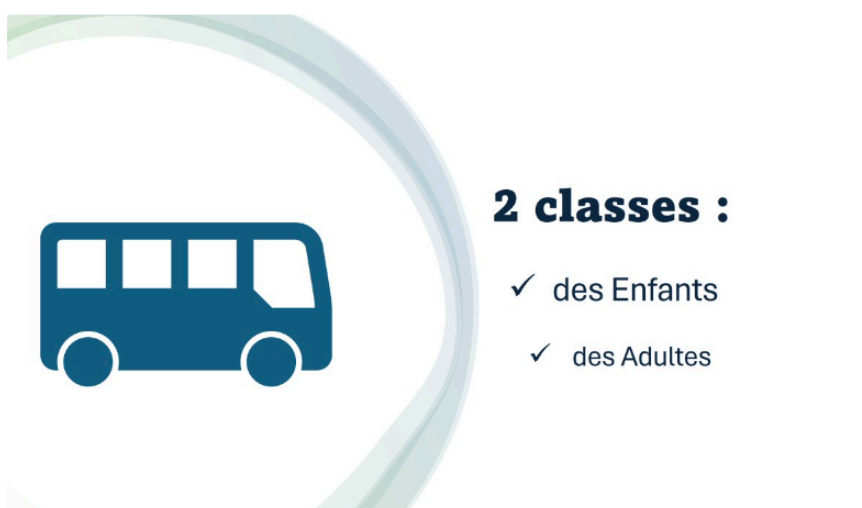 2 classes :
✓ des Enfants
✓ des Adultes